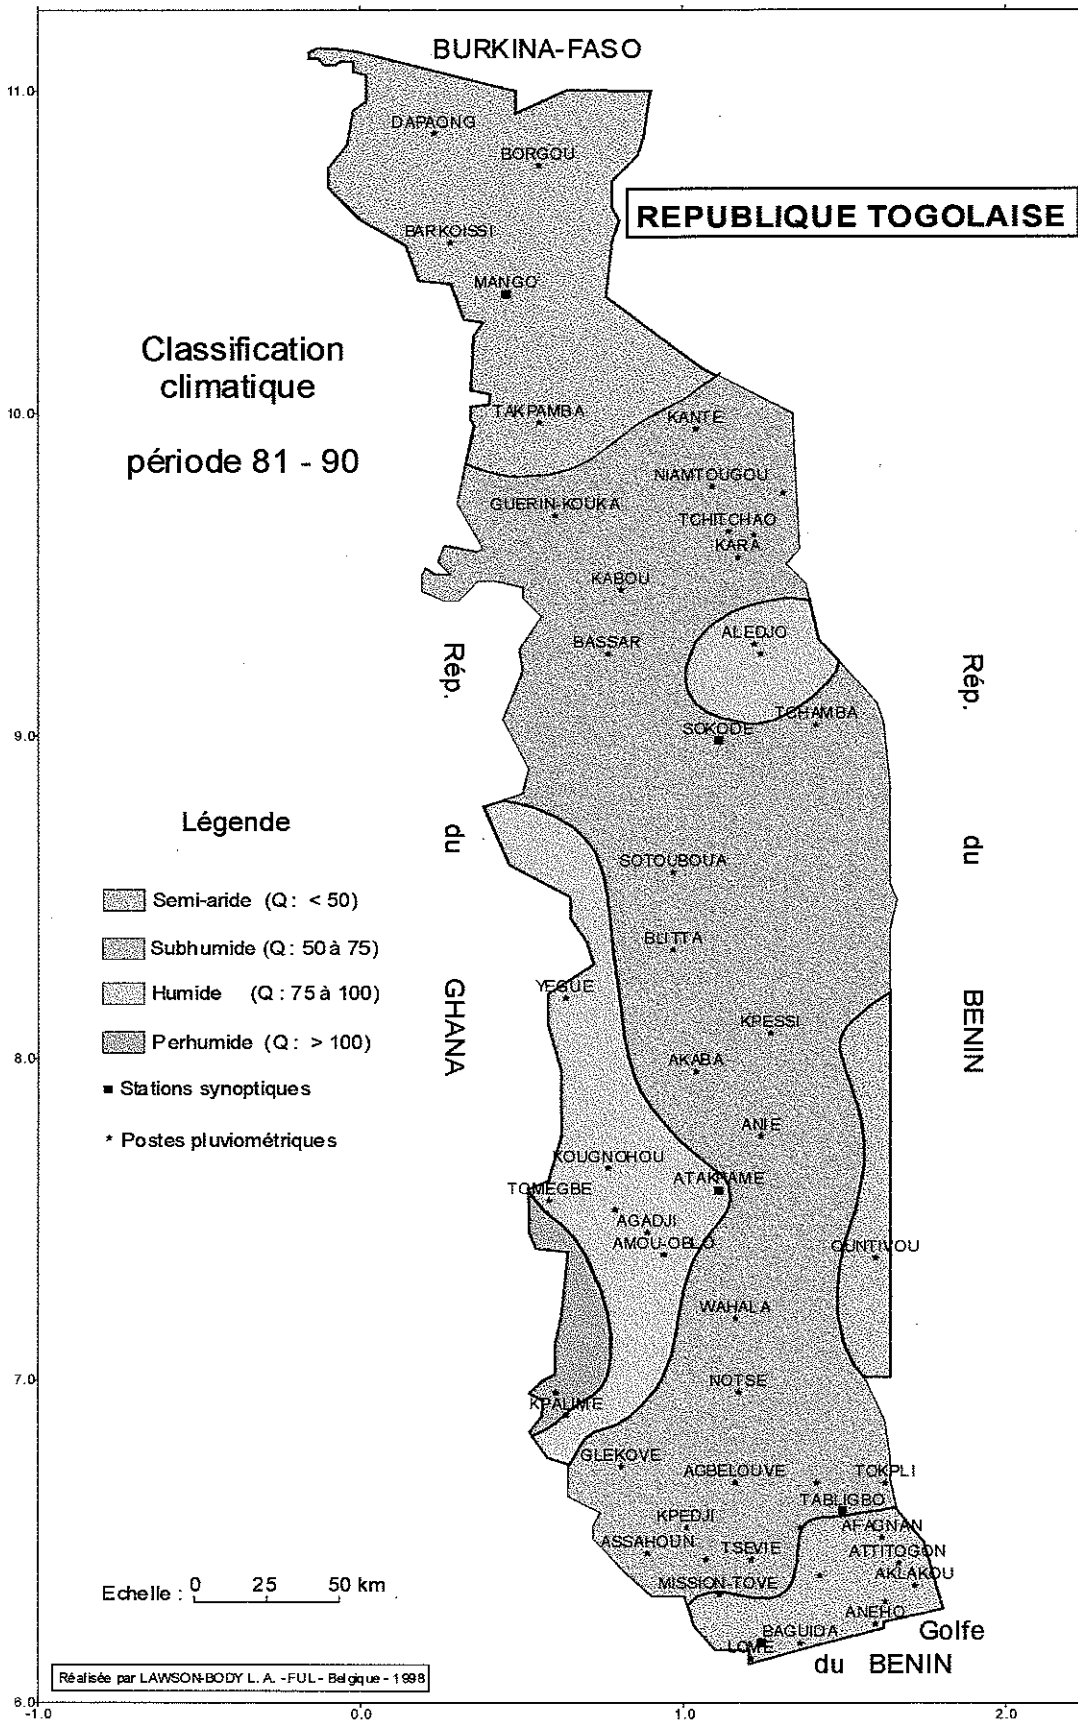 BURKINA-FASO
11.0
DAPAONG
BORGOU
REPUBLIQUE TOGOLAISE
BARKOISSI
MANGO
Classification
climatique
période 81 - 90
10.0
TAKPAMBA
KANTE
NIAMTOUGOU
GUERIN-KOUKA
TCHITCHAO
KARA
KABOU
ALEDJO
BASSAR
Rép.
Rép.
TCHAMBA
SOKODE
9.0
Légende
du
du
SOTOUBOUA
Semi-aride (Q : < 50)
Subhumide (Q : 50 à 75)
BLITTA
YEGUE
GHANA
BENIN
Humide (Q : 75 à 100)
KPESSI
Perhumide (Q : > 100)
8.0
AKABA
Stations synoptiques
ANIE
* Postes pluviométriques
KOUGNOHOU
TOMEGBE
ATAKPAME
AGADJI
AMOU-OBLO
OUNTIVOU
WAHALA
7.0
NOTSE
KPALIME
GLEKOVE
AGBELOUVE
TOKPLI
TABLIGBO
KPEDJI
AFAGNAN
ASSAHOUN
TSEVIE
ATTITOGON
AKLAKOU
MISSION-TOVE
Echelle : 0 25 50 km
ANEHO
BAGUIDA
LOME
Golfe
du BENIN
Réalisée par LAWSON-BODY L. A. - FUL - Belgique - 1998
6.0
-1.0 0.0 1.0 2.0